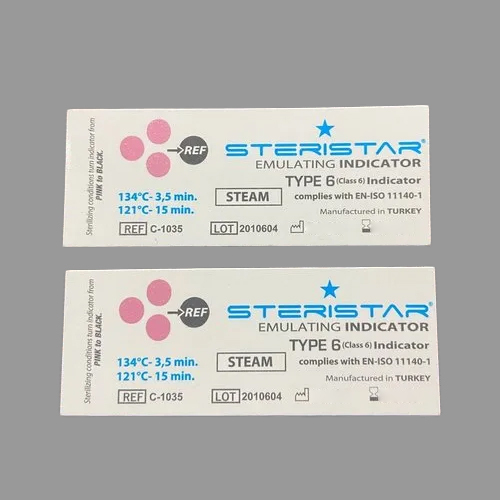 Sterilizing conditions turn indicator from
PINK to BLACK.
REF
STERISTAR®
EMULATING INDICATOR
TYPE 6 (Class 6) Indicator
134°C- 3,5 min.
STEAM
complies with EN-ISO 11140-1
121°C- 15 min.
Manufactured in TURKEY
REF C-1035
LOT 2010604
Sterilizing conditions turn indicator from
PINK to BLACK.
REF
STERISTAR®
EMULATING INDICATOR
TYPE 6 (Class 6) Indicator
134°C- 3,5 min.
STEAM
complies with EN-ISO 11140-1
121°C- 15 min.
Manufactured in TURKEY
REF C-1035
LOT 2010604